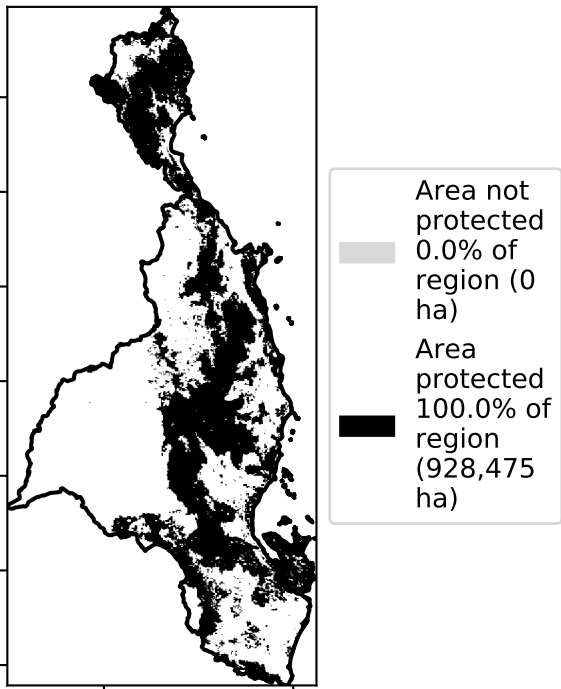 Area not
protected
0.0% of
region (0
ha)
Area
protected
100.0% of
region
(928,475
ha)